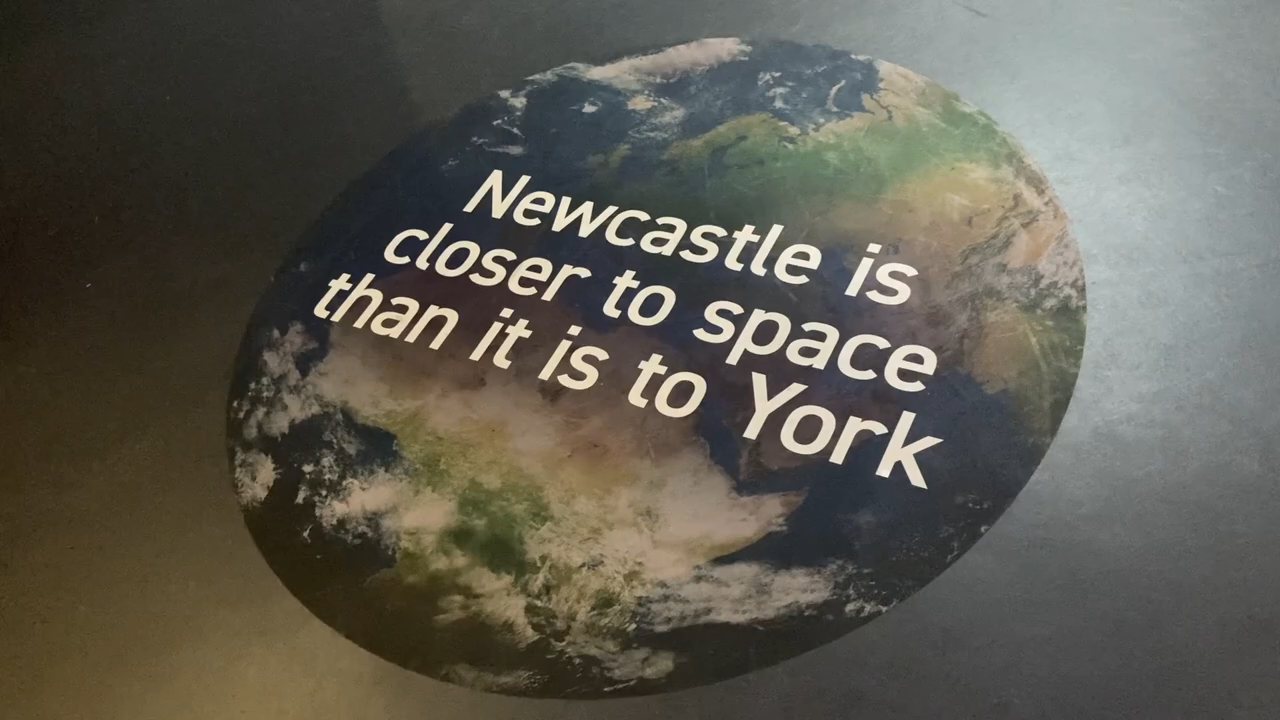 Newcastle is
closer to space
than it is to York